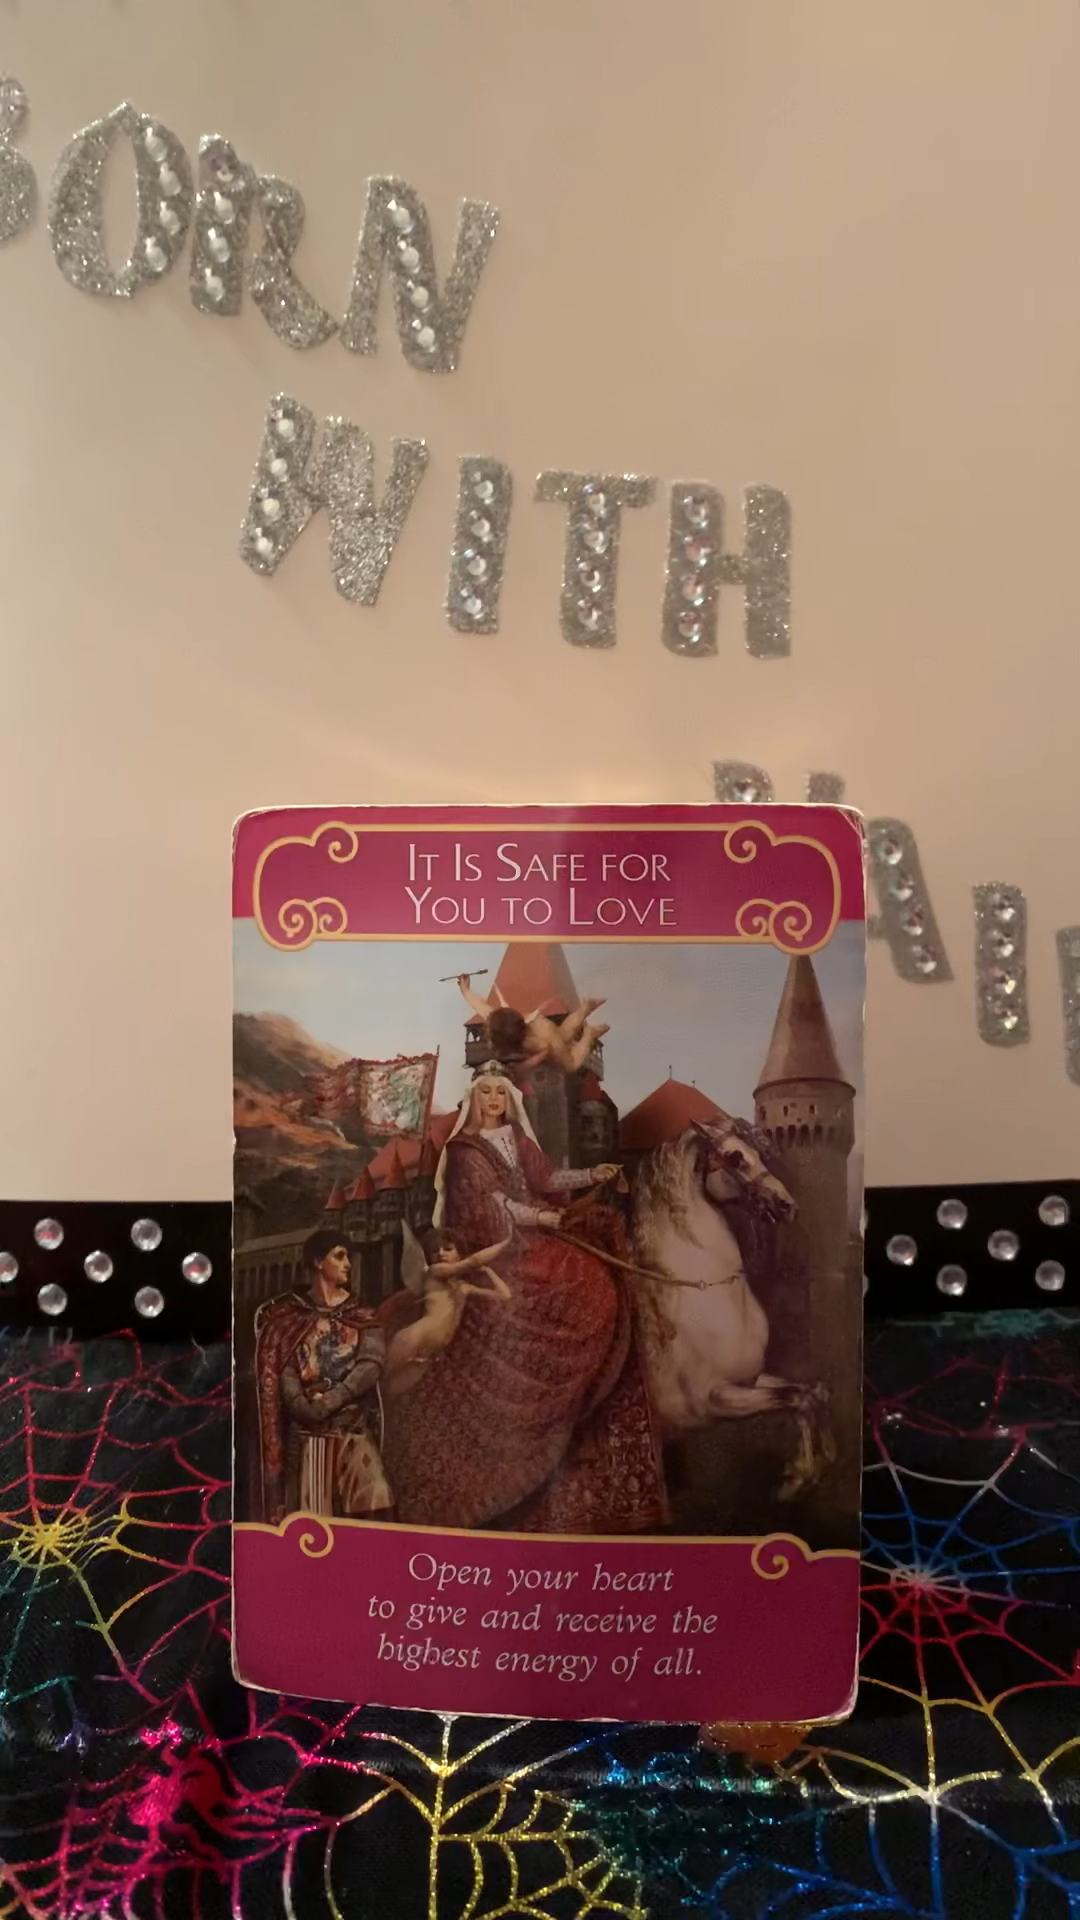 BORN
WITH
IT IS SAFE FOR
YOU TO LOVE
Open your heart
to give and receive the
highest energy of all.